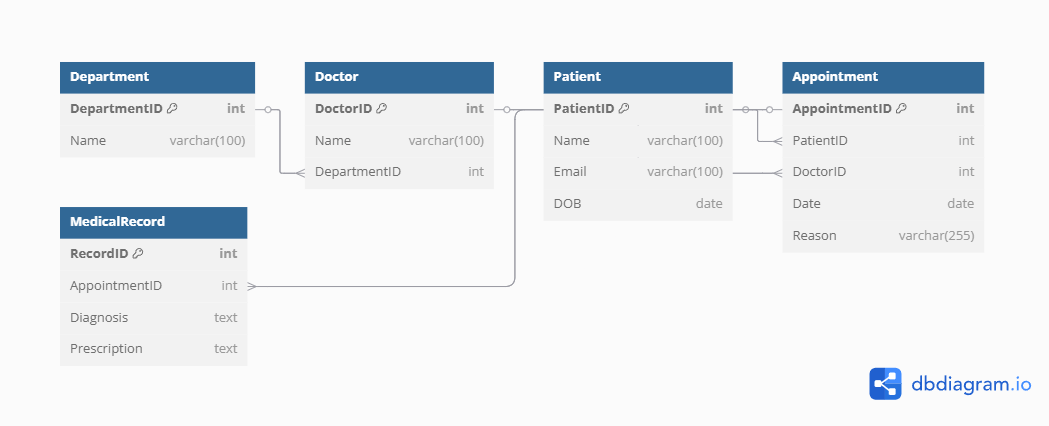 Department
DepartmentID int
Name varchar(100)
Doctor
DoctorID int
Name varchar(100)
DepartmentID int
Patient
PatientID int
Name varchar(100)
Email varchar(100)
DOB date
Appointment
AppointmentID int
PatientID int
DoctorID int
Date date
Reason varchar(255)
MedicalRecord
RecordID int
AppointmentID int
Diagnosis text
Prescription text
dbdiagram.io